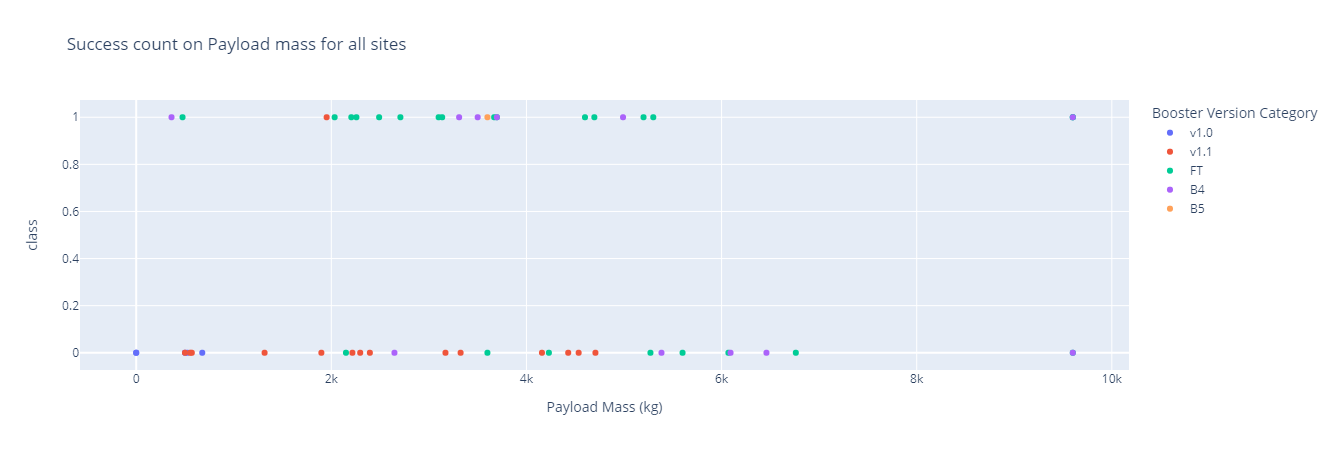 Success count on Payload mass for all sites
Booster Version Category
v1.0
v1.1
FT
B4
B5
class
1
0.8
0.6
0.4
0.2
0
0 2k 4k 6k 8k 10k
Payload Mass (kg)